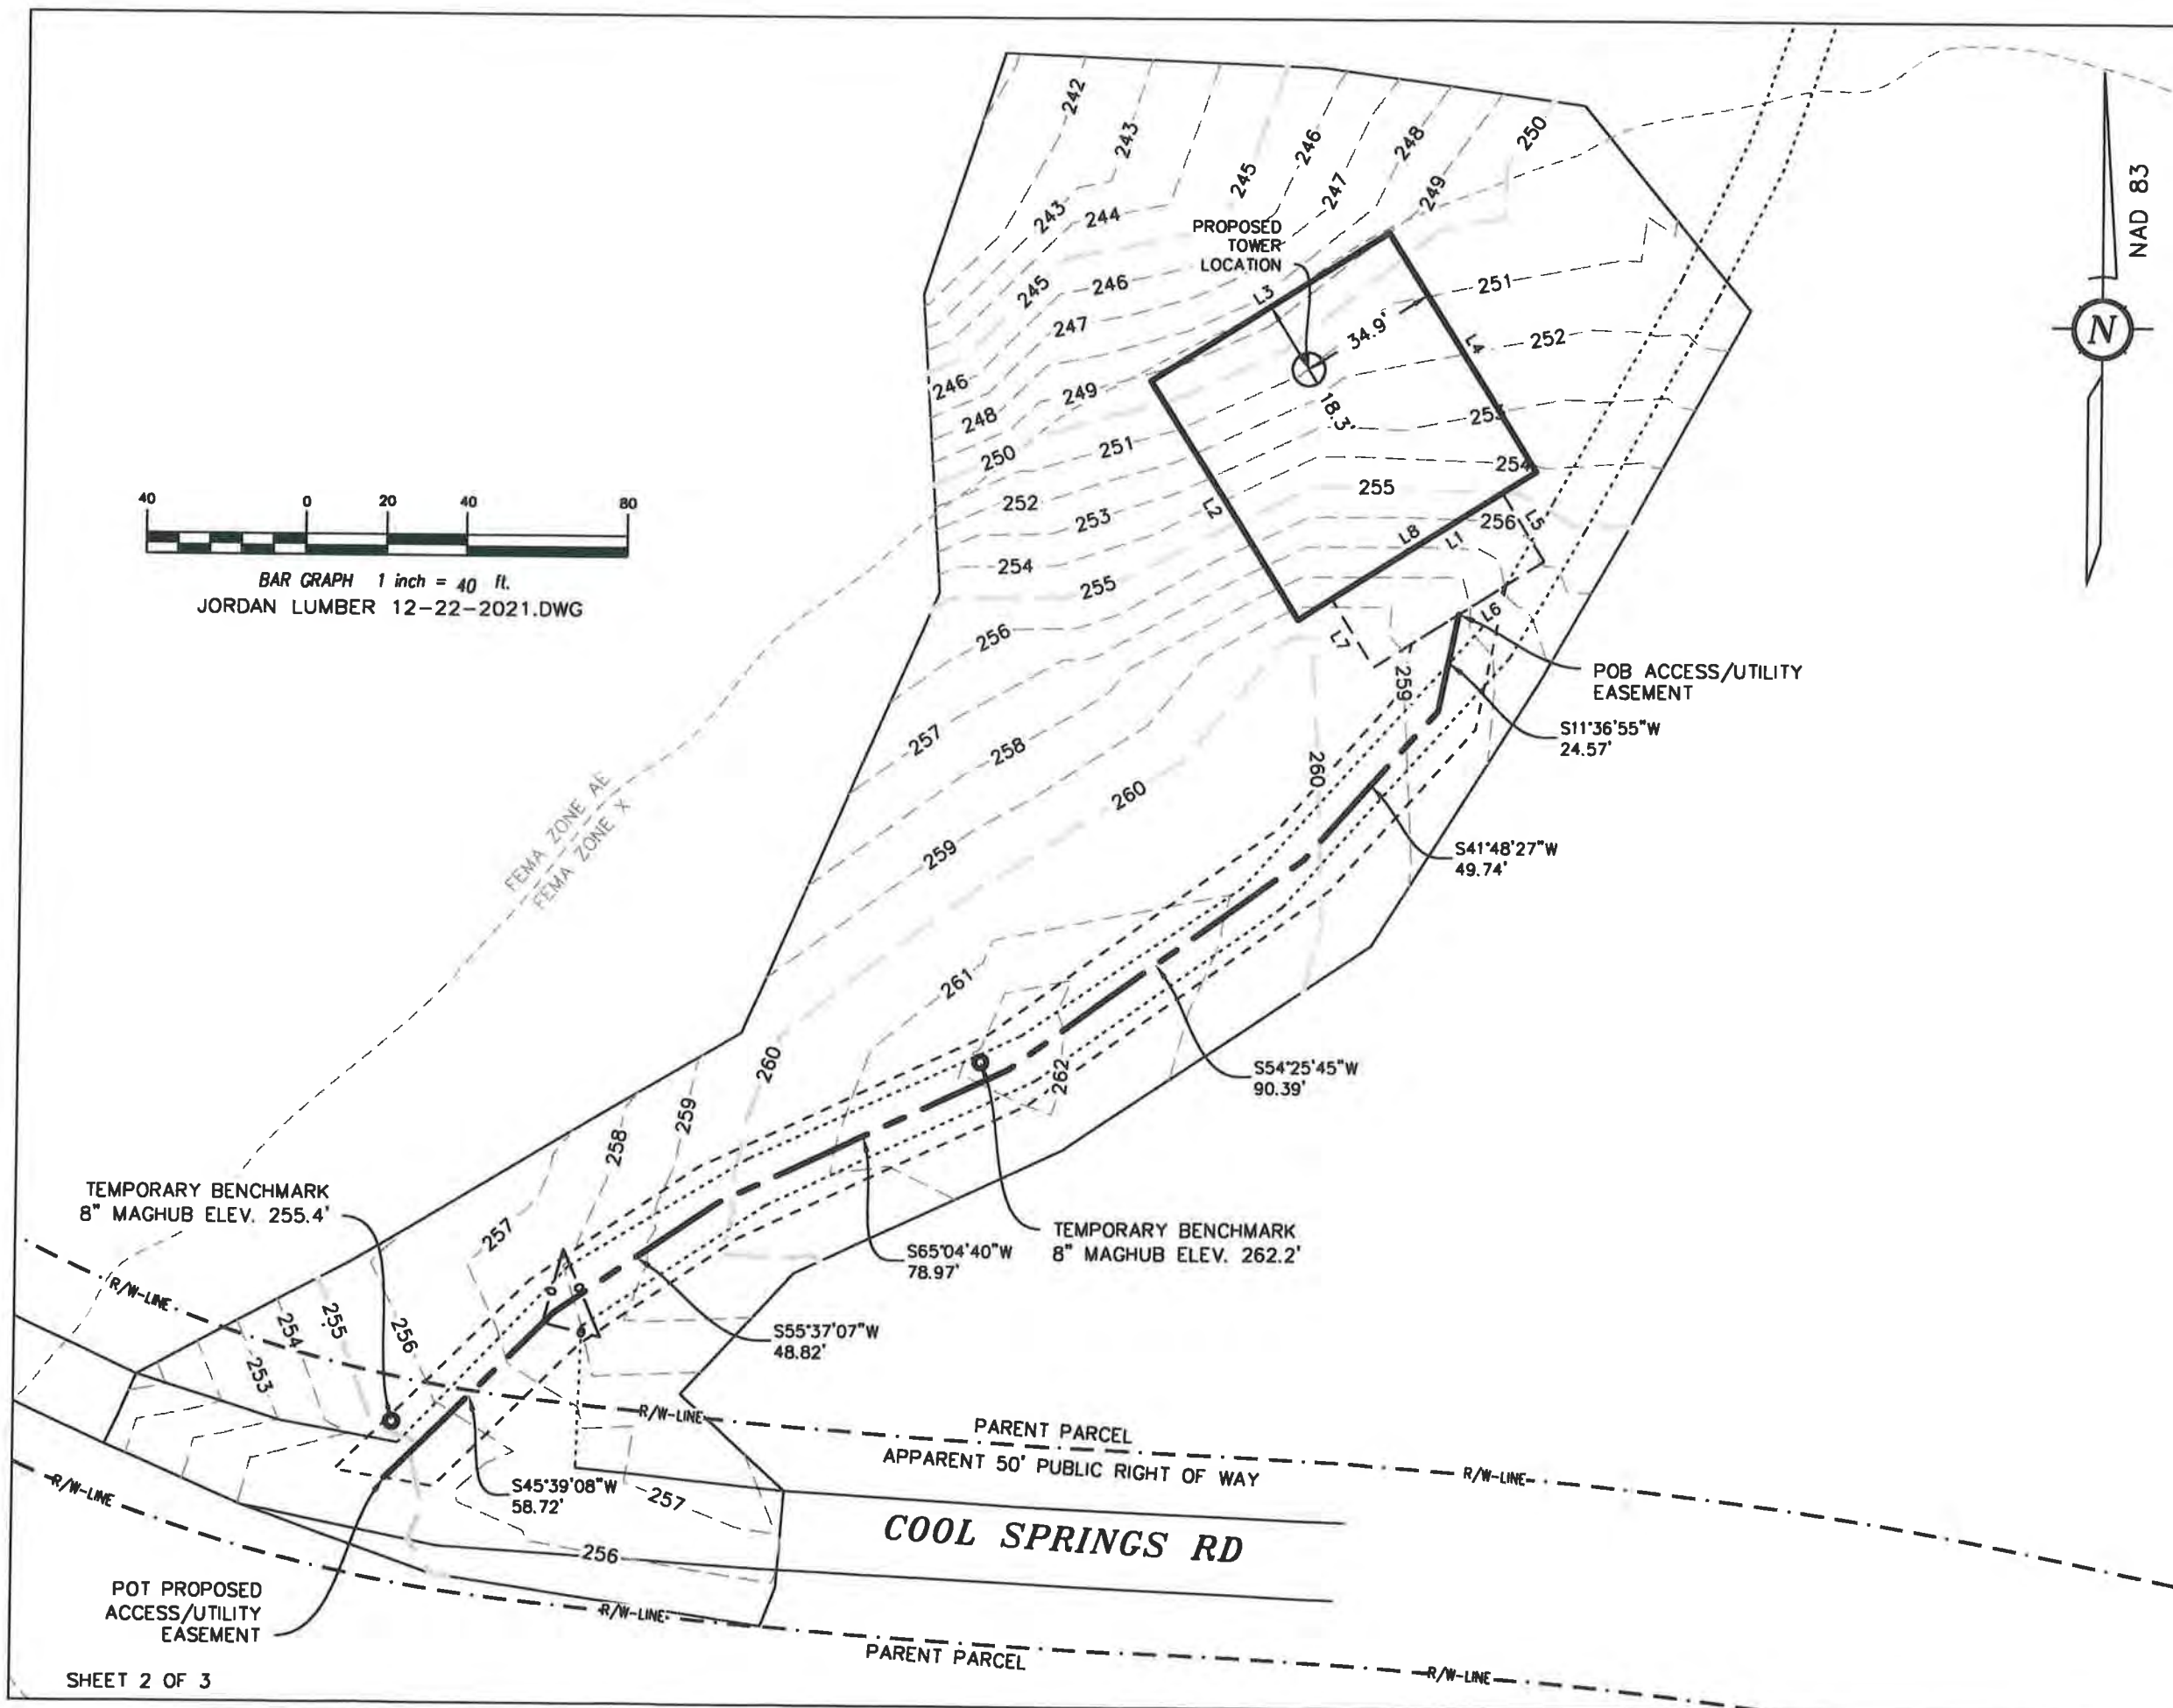 242
243
243
244
245
245
246
246
247
247
248
248
249
249
250
250
PROPOSED
TOWER
LOCATION
NAD 83
N
L3
34.9'
18.3'
L4
251
252
253
254
255
256
246
251
252
253
254
255
256
L2
L8
L1
L5
L6
L7
40 0 20 40 80
BAR GRAPH 1 inch = 40 ft.
JORDAN LUMBER 12-22-2021.DWG
POB ACCESS/UTILITY
EASEMENT
S11°36'55"W
24.57'
257
258
259
260
259
260
FEMA ZONE AE
FEMA ZONE X
S41°48'27"W
49.74'
261
262
S54°25'45"W
90.39'
260
259
258
257
TEMPORARY BENCHMARK
8" MAGHUB ELEV. 255.4'
TEMPORARY BENCHMARK
8" MAGHUB ELEV. 262.2'
S65°04'40"W
78.97'
S55°37'07"W
48.82'
R/W-LINE
256
255
254
253
R/W-LINE
PARENT PARCEL
APPARENT 50' PUBLIC RIGHT OF WAY
R/W-LINE
S45°39'08"W
58.72'
257
R/W-LINE
COOL SPRINGS RD
256
POT PROPOSED
ACCESS/UTILITY
EASEMENT
R/W-LINE
PARENT PARCEL
R/W-LINE
SHEET 2 OF 3